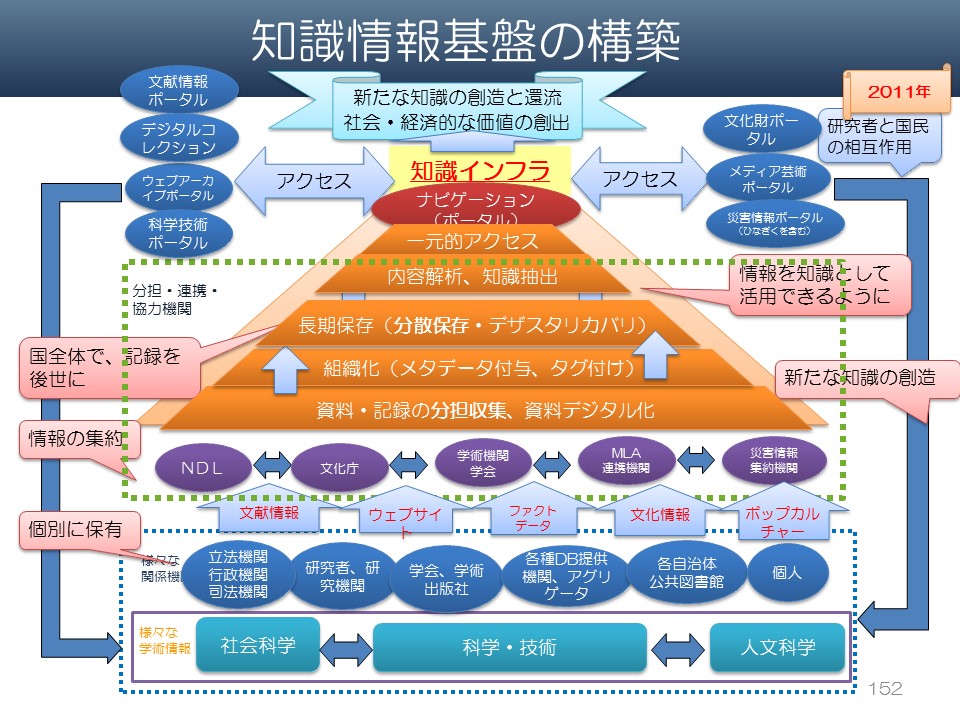 知識情報基盤の構築
2011年
文献情報
ポータル
デジタルコ
レクション
ウェブアーカ
イブポータル
科学技術
ポータル
新たな知識の創造と還流
社会・経済的な価値の創出
文化財ポー
タル
メディア芸術
ポータル
災害情報ポータル
(ひなぎくを含む)
研究者と国民
の相互作用
アクセス
知識インフラ
アクセス
ナビゲーション
(ポータル)
一元的アクセス
内容解析、知識抽出
長期保存(分散保存・デザスタリカバリ)
組織化(メタデータ付与、タグ付け)
資料・記録の分担収集、資料デジタル化
分担・連携・
協力機関
情報を知識として
活用できるように
国全体で、記録を
後世に
新たな知識の創造
情報の集約
NDL
文化庁
学術機関
学会
MLA
連携機関
災害情報
集約機関
文献情報
ウェブサイ
ト
ファクト
データ
文化情報
ポップカル
チャー
個別に保有
様々な
関係機
立法機関
行政機関
司法機関
研究者、研
究機関
学会、学術
出版社
各種DB提供
機関、アグリ
ゲータ
各自治体
公共図書館
個人
様々な
学術情報
社会科学
科学・技術
人文科学
152